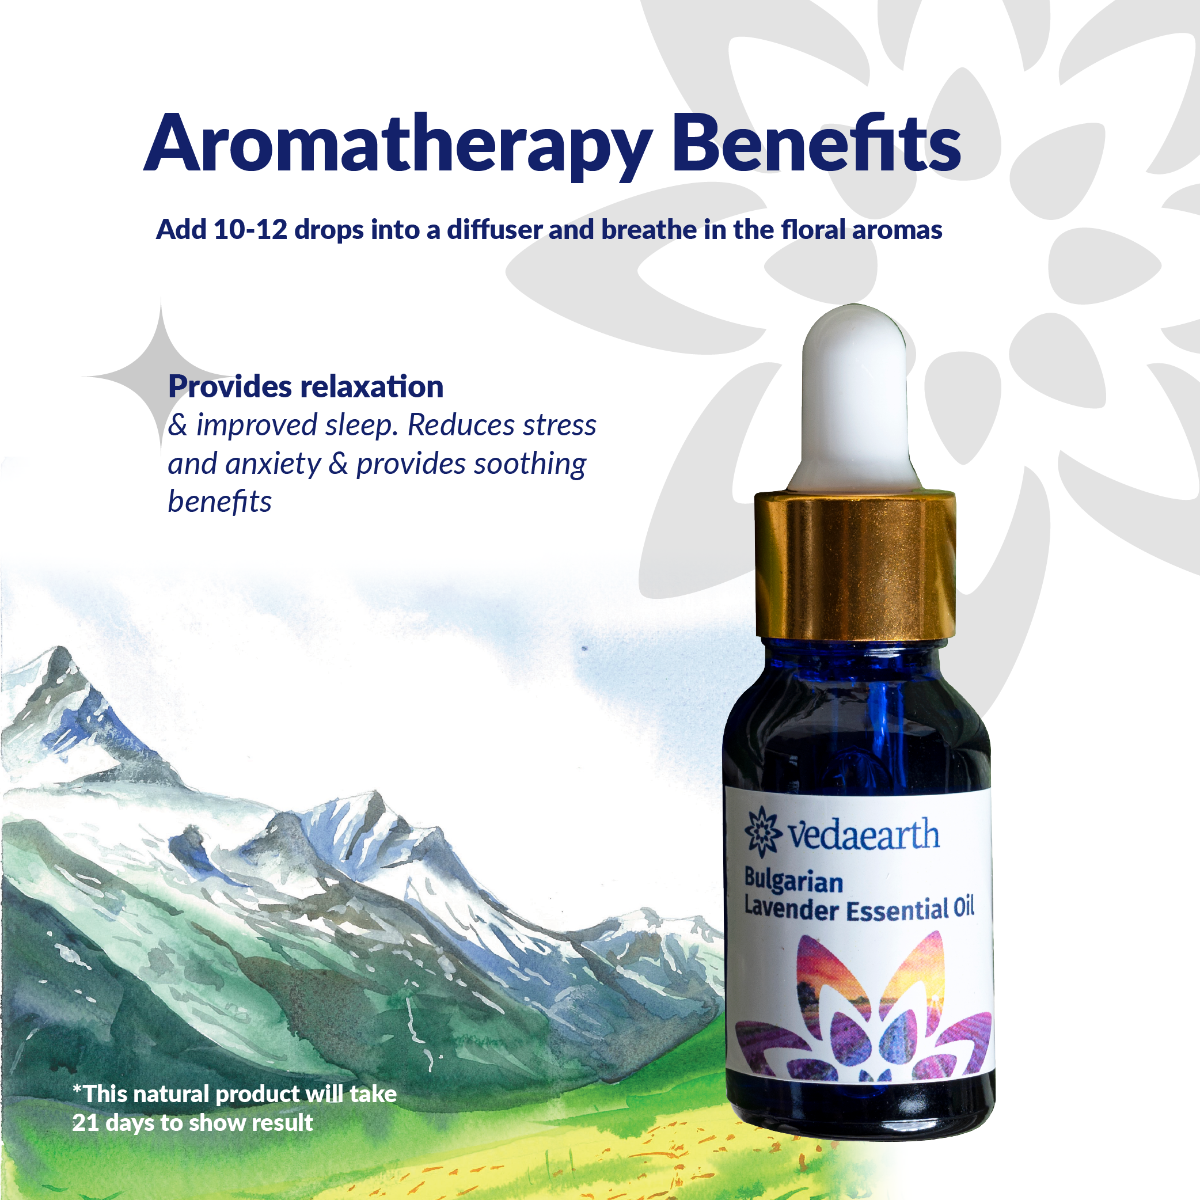 Aromatherapy Benefits
Add 10-12 drops into a diffuser and breathe in the floral aromas
Provides relaxation
& improved sleep. Reduces stress
and anxiety & provides soothing
benefits
vedaearth
Bulgarian
Lavender Essential Oil
*This natural product will take
21 days to show result